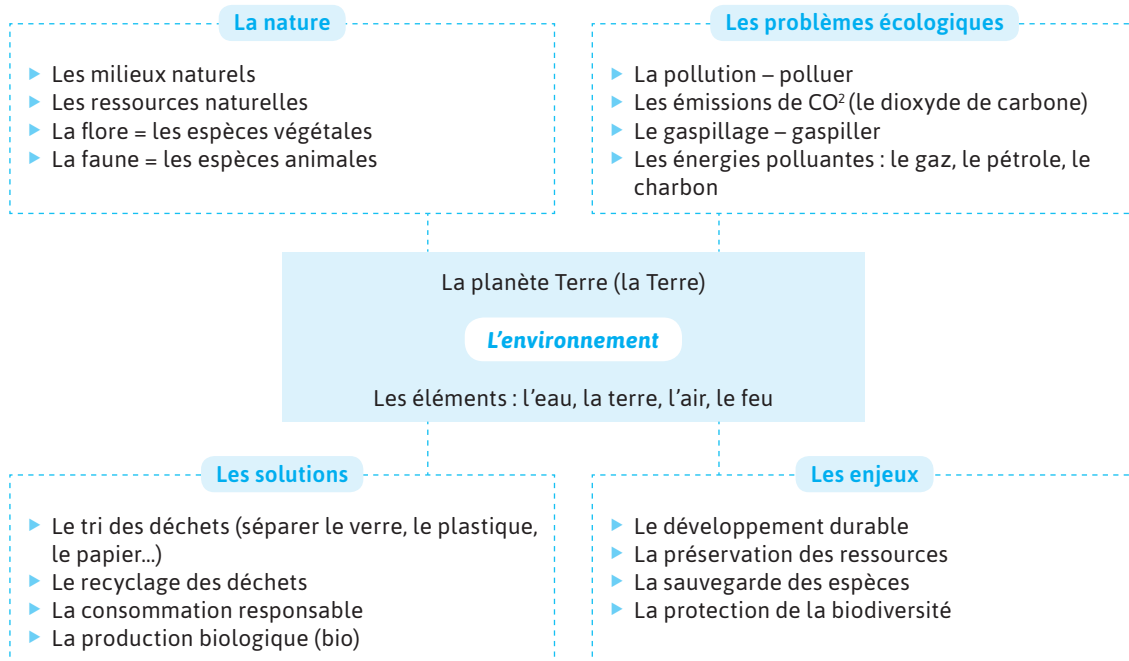 La nature
▶ Les milieux naturels
▶ Les ressources naturelles
▶ La flore = les espèces végétales
▶ La faune = les espèces animales
Les problèmes écologiques
▶ La pollution – polluer
▶ Les émissions de CO² (le dioxyde de carbone)
▶ Le gaspillage – gaspiller
▶ Les énergies polluantes : le gaz, le pétrole, le
charbon
La planète Terre (la Terre)
L’environnement
Les éléments : l’eau, la terre, l’air, le feu
Les solutions
▶ Le tri des déchets (séparer le verre, le plastique,
le papier...)
▶ Le recyclage des déchets
▶ La consommation responsable
▶ La production biologique (bio)
Les enjeux
▶ Le développement durable
▶ La préservation des ressources
▶ La sauvegarde des espèces
▶ La protection de la biodiversité